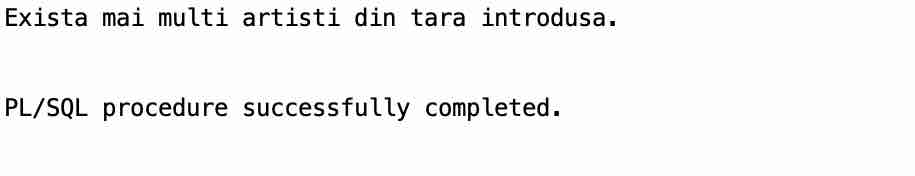 Exista mai multi artisti din tara introdusa.
PL/SQL procedure successfully completed.